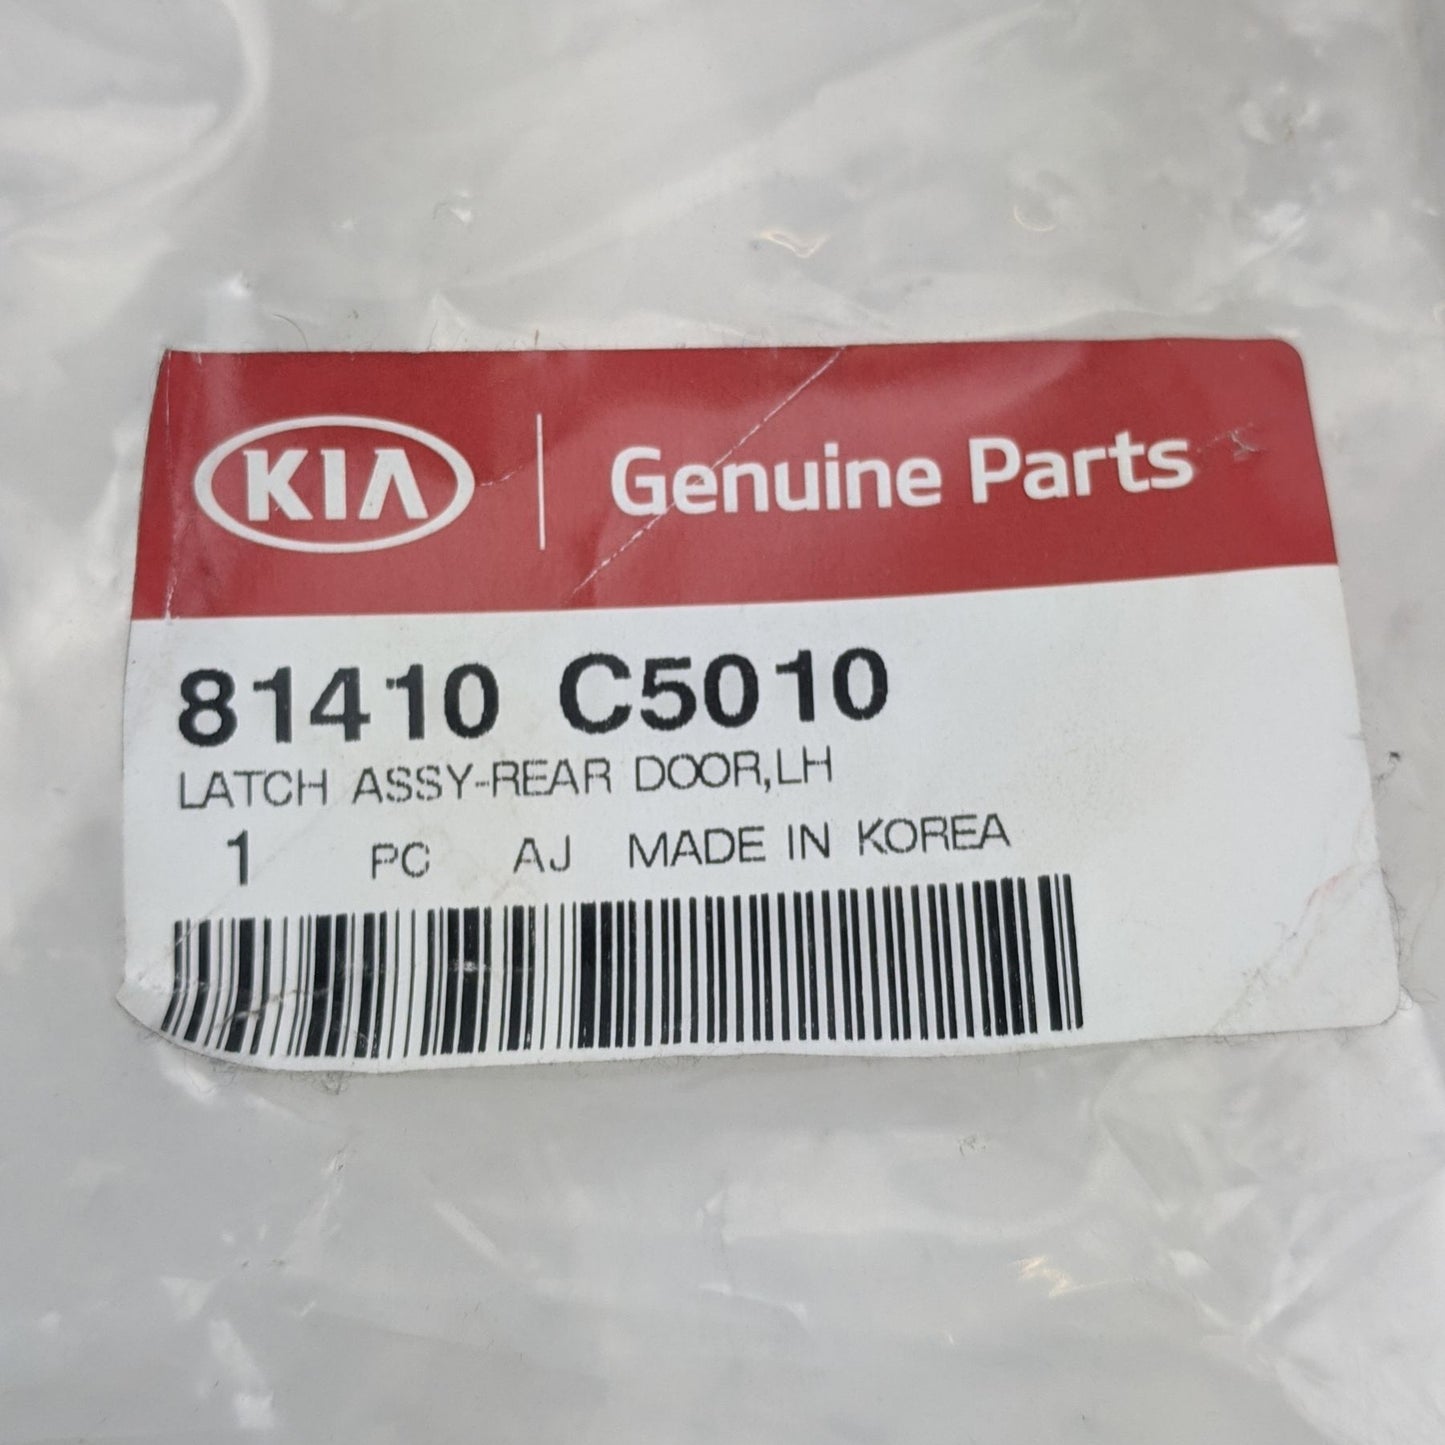 KIA Genuine Parts
81410 C5010
LATCH ASSY-REAR DOOR,LH
1 PC AJ MADE IN KOREA